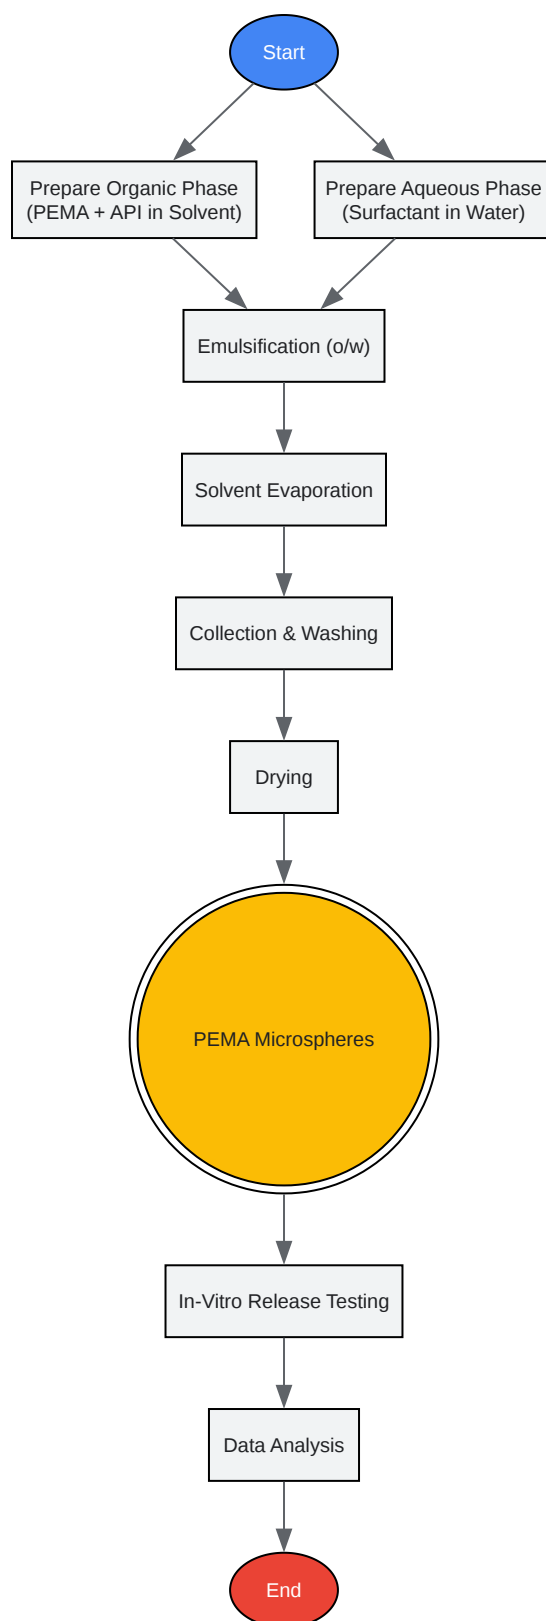 Start
Prepare Organic Phase
(PEMA + API in Solvent)
Prepare Aqueous Phase
(Surfactant in Water)
Emulsification (o/w)
Solvent Evaporation
Collection & Washing
Drying
PEMA Microspheres
In-Vitro Release Testing
Data Analysis
End